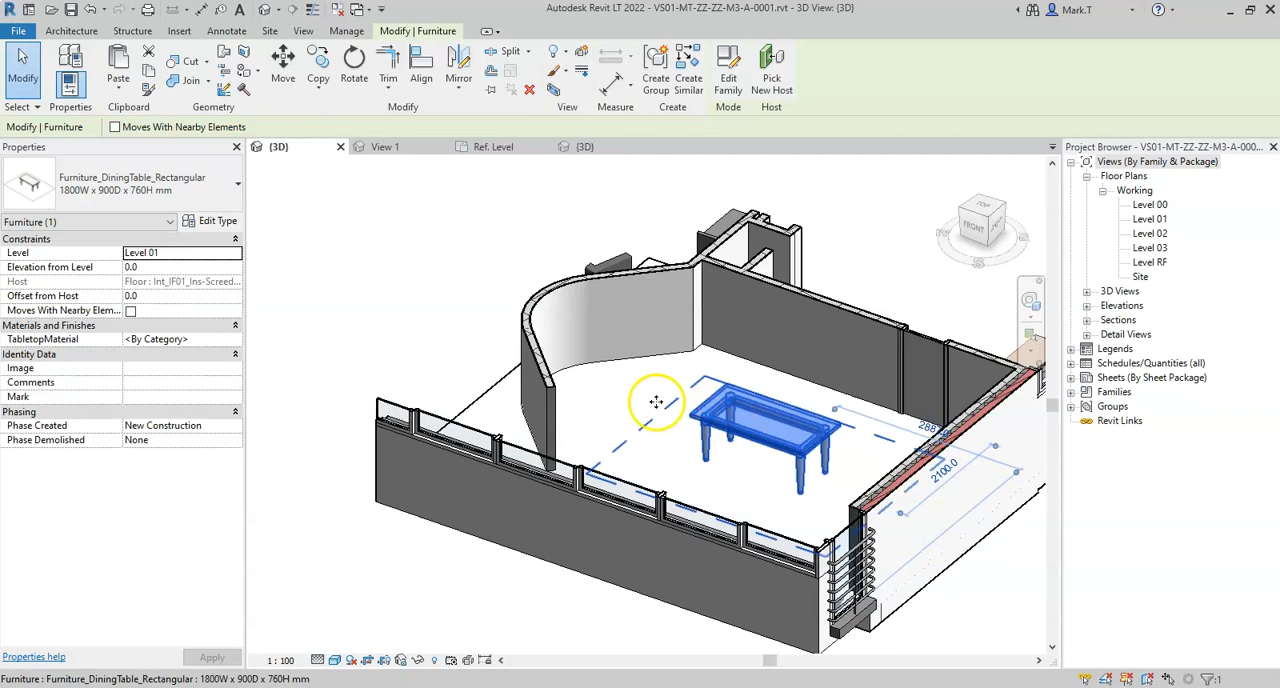 Autodesk Revit LT 2022 - VS01-MT-ZZ-ZZ-M3-A-0001.rvt - 3D View: {3D}
Mark.T
File Architecture Structure Insert Annotate Site View Manage Modify | Furniture
Modify
Paste
Cut
Join
Move
Copy
Rotate
Trim
Align
Mirror
Split
Create Group
Create Similar
Edit Family
Pick New Host
Select Properties Clipboard Geometry Modify View Measure Create Mode Host
Modify | Furniture Moves With Nearby Elements
Properties
{3D} View 1 Ref. Level {3D}
Project Browser - VS01-MT-ZZ-ZZ-M3-A-000...
Furniture_DiningTable_Rectangular
1800W x 900D x 760H mm
Furniture (1) Edit Type
Constraints
Level Level 01
Elevation from Level 0.0
Host Floor : Int_IF01_Ins-Screed...
Offset from Host 0.0
Moves With Nearby Elem...
Materials and Finishes
TabletopMaterial <By Category>
Identity Data
Image
Comments
Mark
Phasing
Phase Created New Construction
Phase Demolished None
Properties help Apply
TOP
FRONT
2100.0
Views (By Family & Package)
Floor Plans
Working
Level 00
Level 01
Level 02
Level 03
Level RF
Site
3D Views
Elevations
Sections
Detail Views
Legends
Schedules/Quantities (all)
Sheets (By Sheet Package)
Families
Groups
Revit Links
1 : 100
Furniture : Furniture_DiningTable_Rectangular : 1800W x 900D x 760H mm
:1